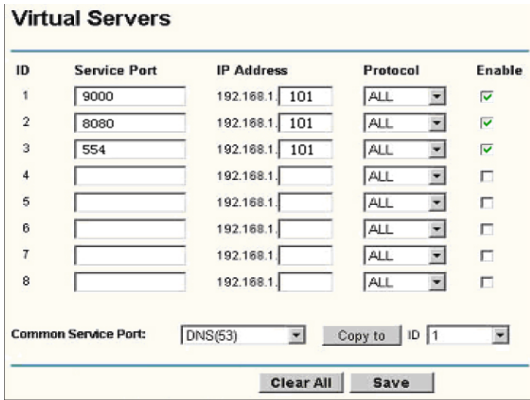 Virtual Servers
ID Service Port IP Address Protocol Enable
1 9000 192.168.1. 101 ALL
2 8080 192.168.1. 101 ALL
3 554 192.168.1. 101 ALL
4 192.168.1. ALL
5 192.168.1. ALL
6 192.168.1. ALL
7 192.168.1. ALL
8 192.168.1. ALL
Common Service Port: DNS(53) Copy to ID 1
Clear All Save